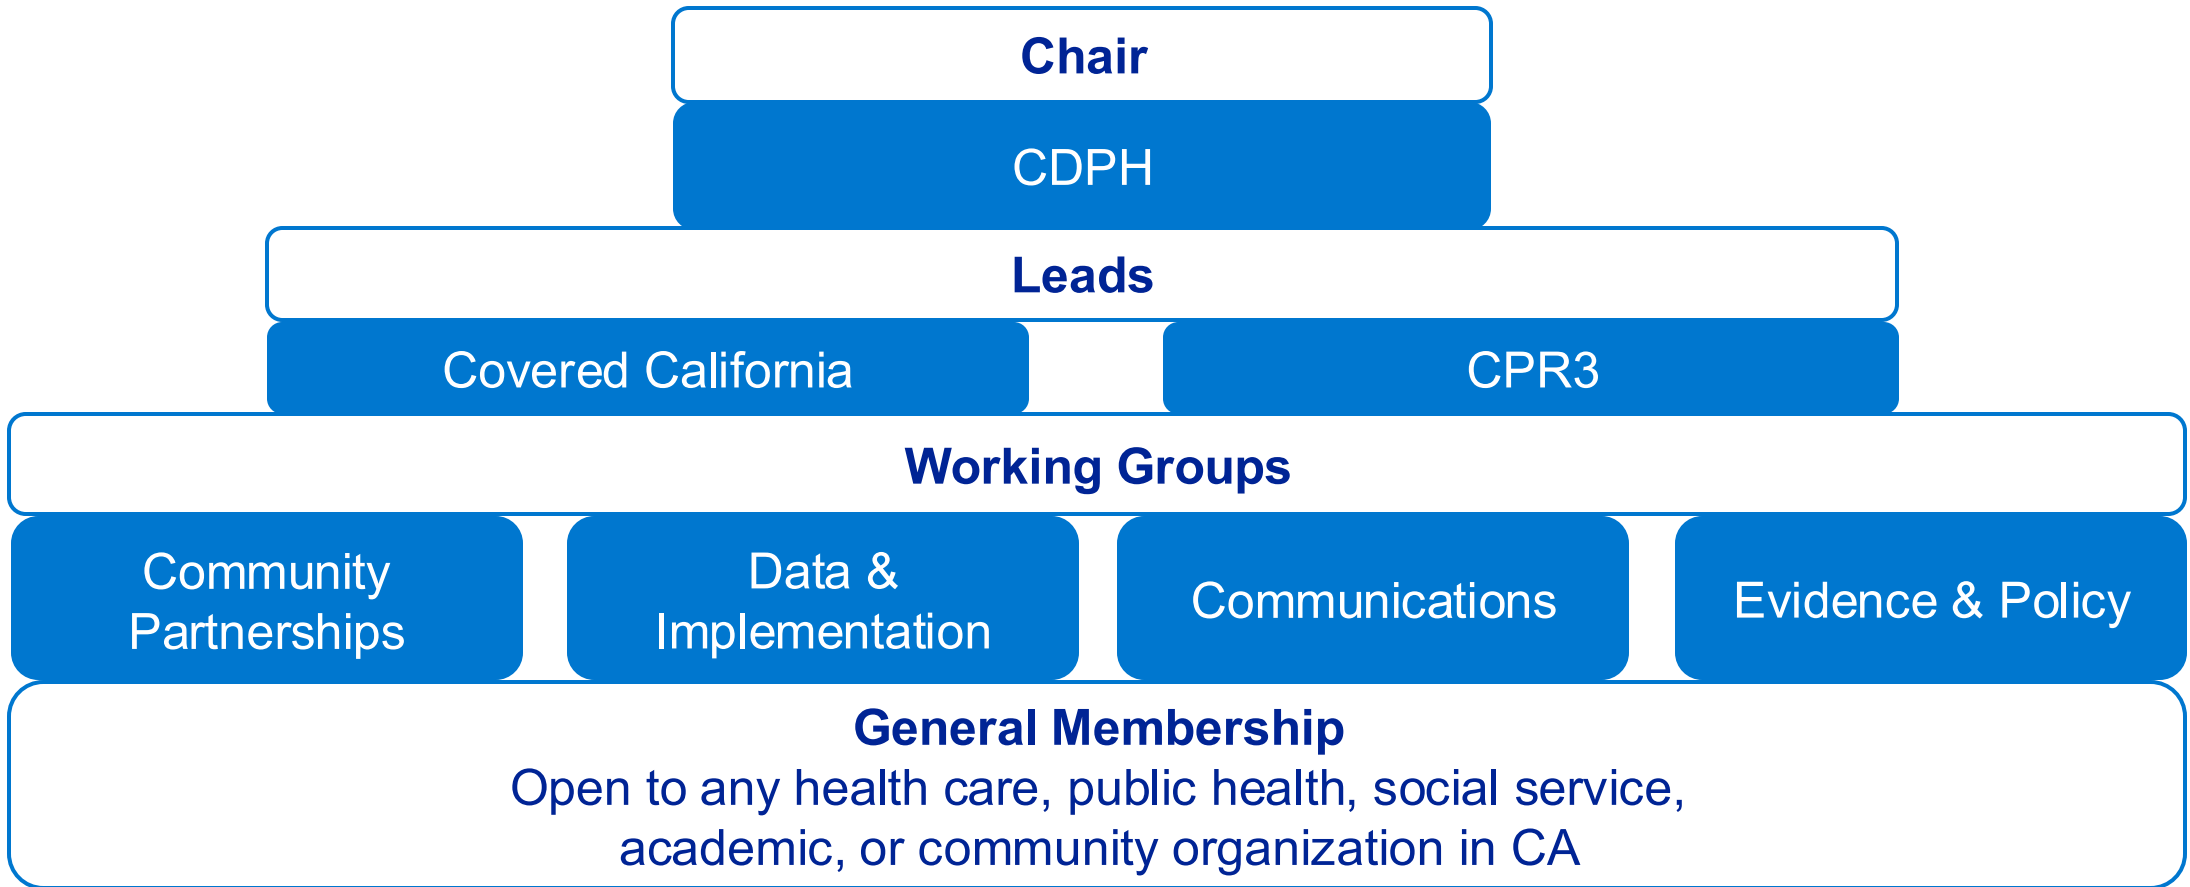 Chair
CDPH
Leads
Covered California
CPR3
Working Groups
Community
Partnerships
Data &
Implementation
Communications
Evidence & Policy
General Membership
Open to any health care, public health, social service,
academic, or community organization in CA